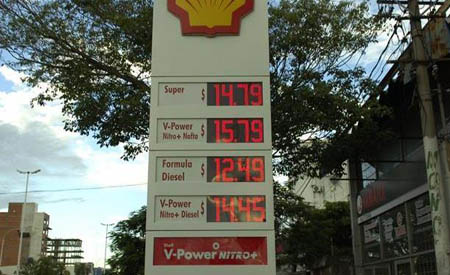 Super $ 14.79
V-Power
Nitro+ Nafta $ 15.79
Formula
Diesel $ 12.49
V-Power
Nitro+ Diesel $ 14.45
Shell
V-Power NITRO+